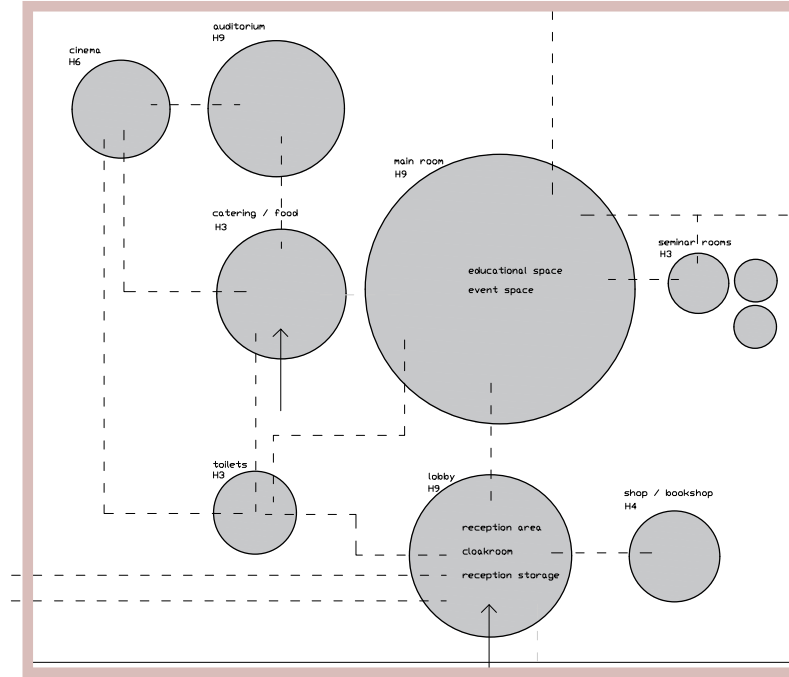 auditorium
H9
cinema
H6
main room
H9
catering / food
H3
seminar rooms
H3
educational space
event space
toilets
H3
lobby
H9
shop / bookshop
H4
reception area
cloakroom
reception storage